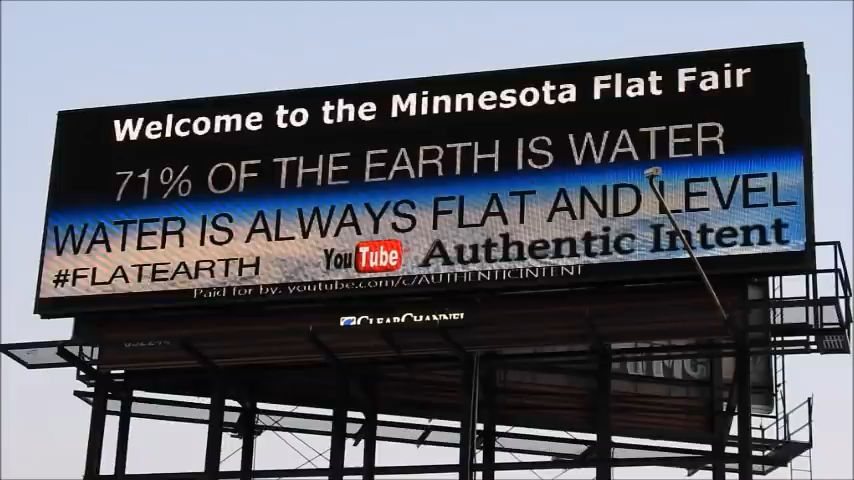 Welcome to the Minnesota Flat Fair
71% OF THE EARTH IS WATER
WATER IS ALWAYS FLAT AND LEVEL
#FLATEARTH YouTube Authentic Intent
Paid for by: youtube.com/c/AUTHENTICINTENT
CLEARCHANNEL